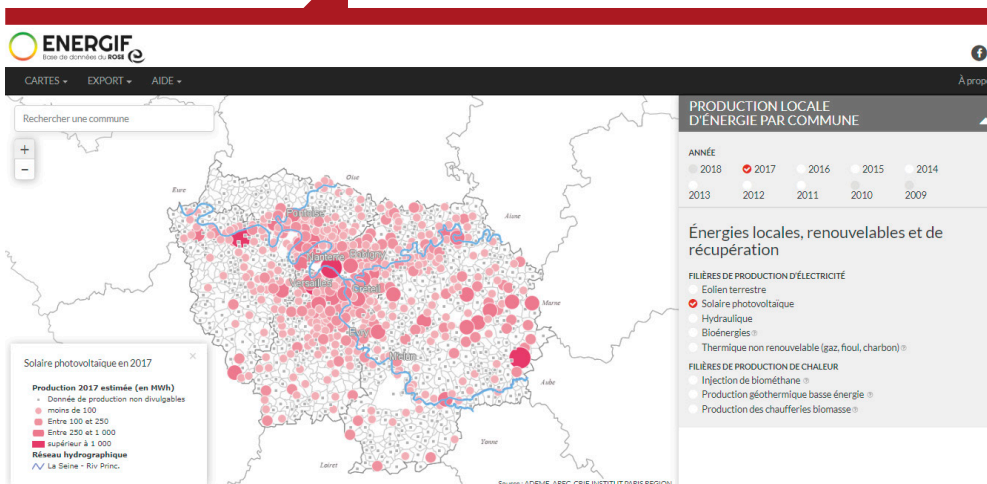 ENERGIF
Base de données du ROSE
CARTES EXPORT AIDE À propo
Rechercher une commune
+
−
Eure
Oise
Aisne
Marne
Aube
Yonne
Loiret
Pontoise
Nanterre Bobigny
Versailles Créteil
Evry
Melun
Solaire photovoltaïque en 2017 ×
Production 2017 estimée (en MWh)
Donnée de production non divulgables
moins de 100
Entre 100 et 250
Entre 250 et 1 000
supérieur à 1 000
Réseau hydrographique
La Seine - Riv Princ.
Source : ADEME, AREC, CRIF, INSTITUT PARIS REGION
PRODUCTION LOCALE
D'ÉNERGIE PAR COMMUNE
ANNÉE
2018 2017 2016 2015 2014
2013 2012 2011 2010 2009
Énergies locales, renouvelables et de
récupération
FILIÈRES DE PRODUCTION D'ÉLECTRICITÉ
Eolien terrestre
Solaire photovoltaïque
Hydraulique
Bioénergies
Thermique non renouvelable (gaz, fioul, charbon)
FILIÈRES DE PRODUCTION DE CHALEUR
Injection de biométhane
Production géothermique basse énergie
Production des chaufferies biomasse